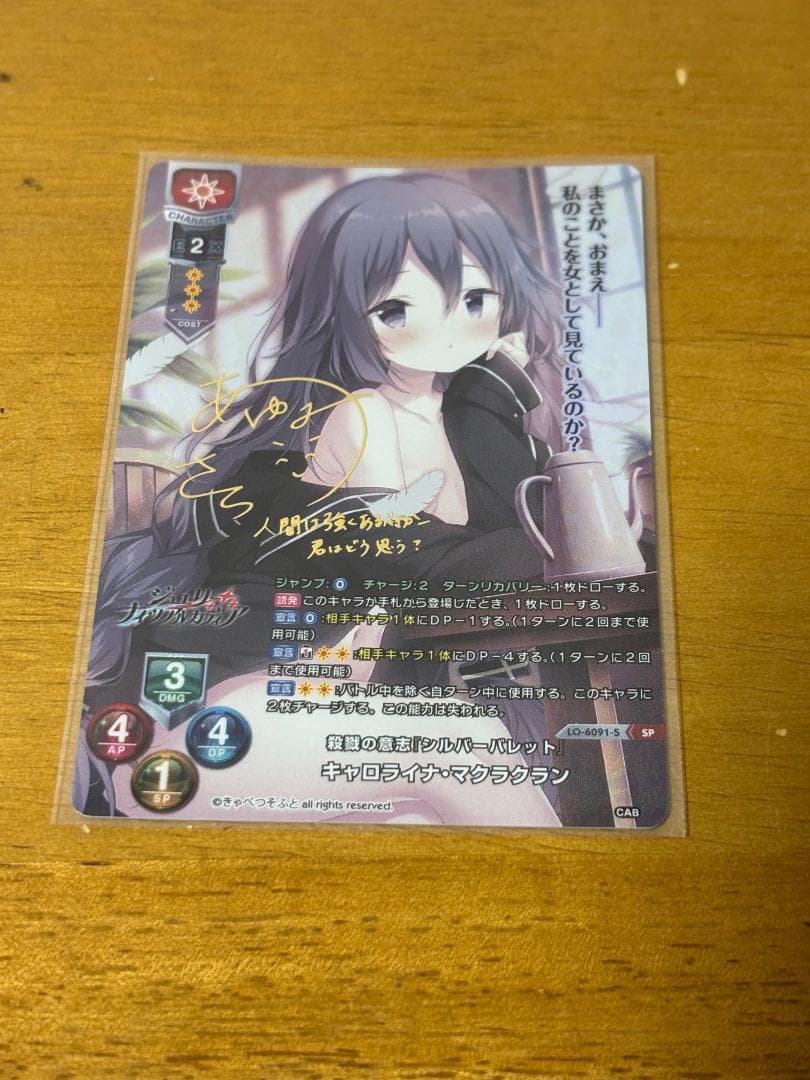 CHARACTER
E 2 X
COST
まさか、おまえ――
私のことを女として見ているのか?
あゆみ
さち
人間は強くあるべきか
君はどう思う?
ジュエリー
ナイツアルカディア
ジャンプ:0 チャージ:2 ターンリカバリー:1枚ドローする。
誘発 このキャラが手札から登場したとき、1枚ドローする。
宣言 0:相手キャラ1体にDP-1する。(1ターンに2回まで使
用可能)
宣言 :相手キャラ1体にDP-4する。(1ターンに2回
まで使用可能)
宣言 :バトル中を除く自ターン中に使用する。このキャラに
2枚チャージする。この能力は失われる。
3
DMG
4
AP
4
DP
1
SP
LO-6091-S SP
殺戮の意志『シルバーバレット』
キャロライナ・マクラクラン
©きゃべつそふと all rights reserved.
CAB